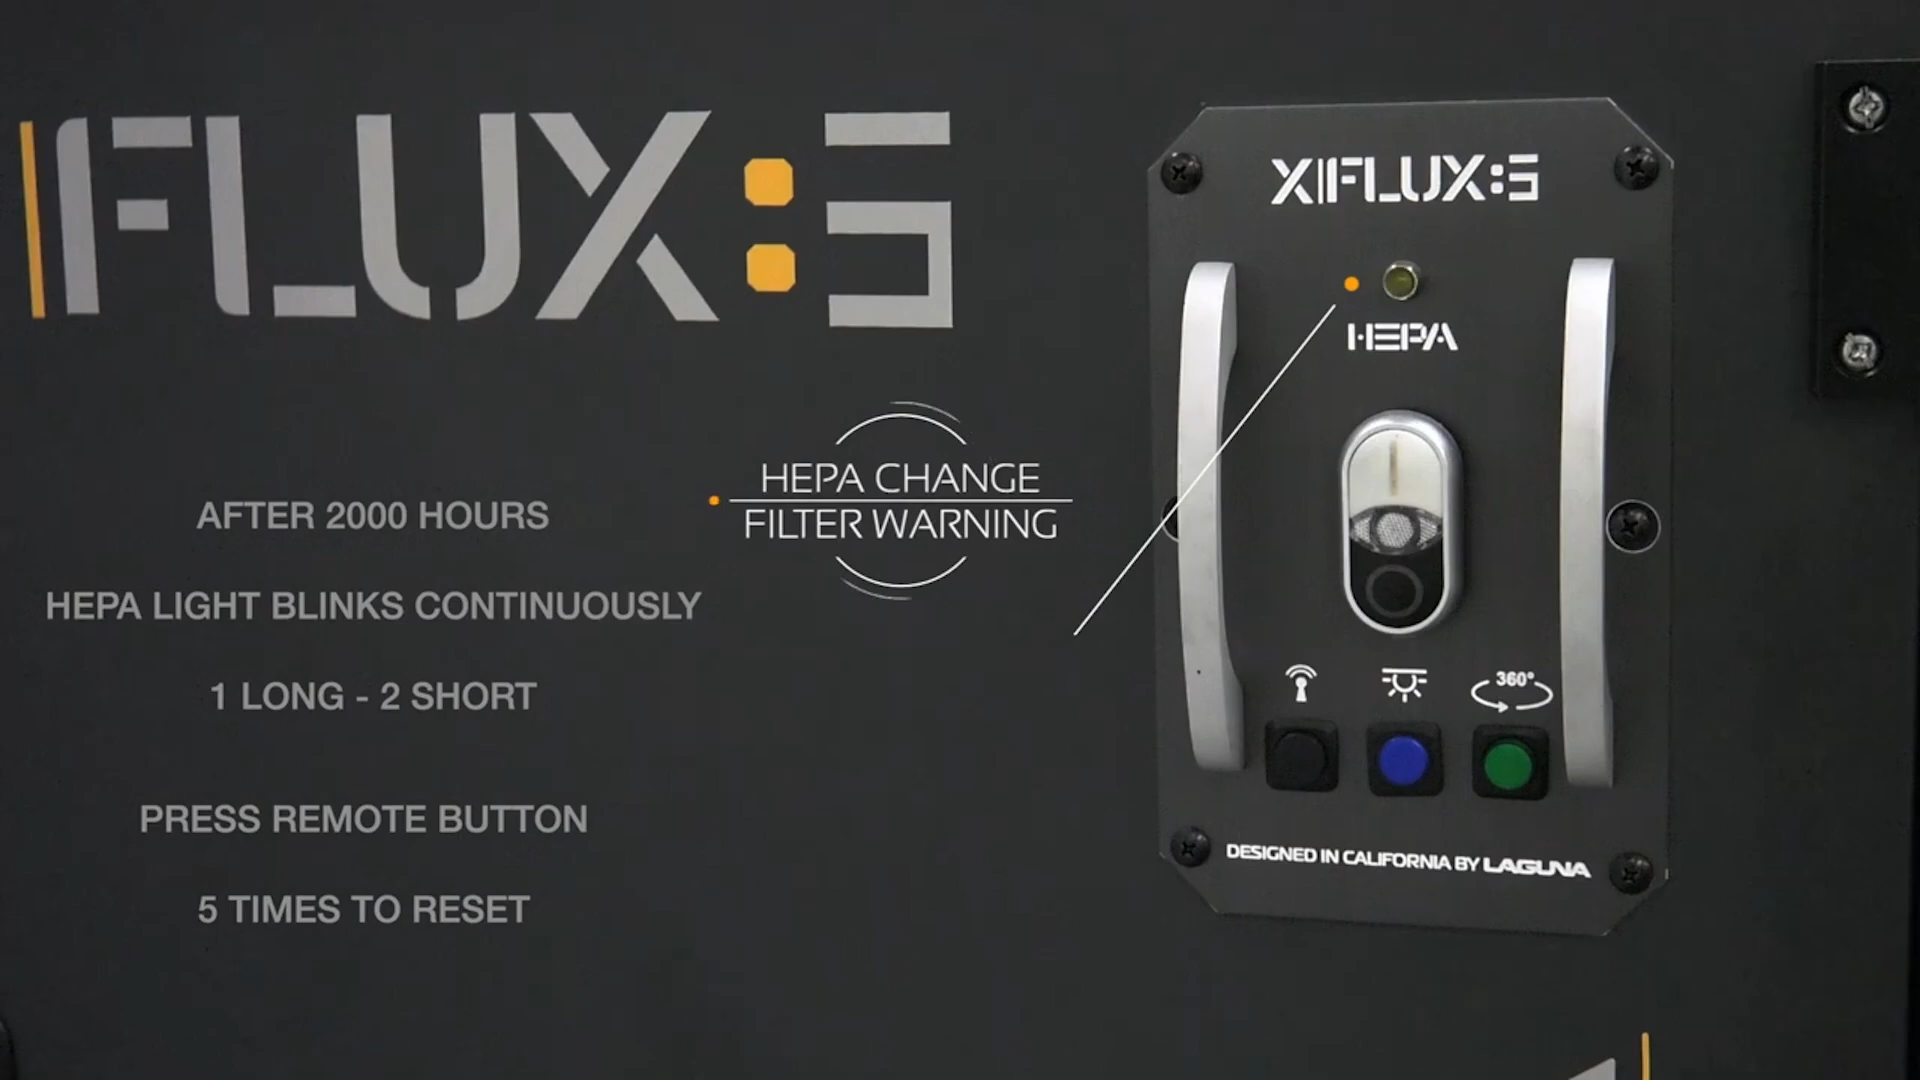 |FLUX:5
X|FLUX:5
HEPA
HEPA CHANGE
FILTER WARNING
AFTER 2000 HOURS
HEPA LIGHT BLINKS CONTINUOUSLY
1 LONG - 2 SHORT
PRESS REMOTE BUTTON
5 TIMES TO RESET
360°
DESIGNED IN CALIFORNIA BY LAGUNA